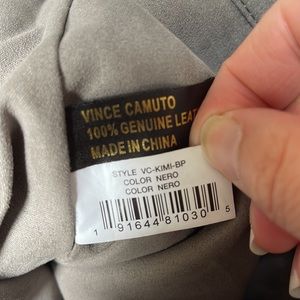 VINCE CAMUTO
100% GENUINE
MADE IN CHINA
STYLE VC-KIMI-BP
COLOR NERO
COLOR NERO
1 91644 81030 5